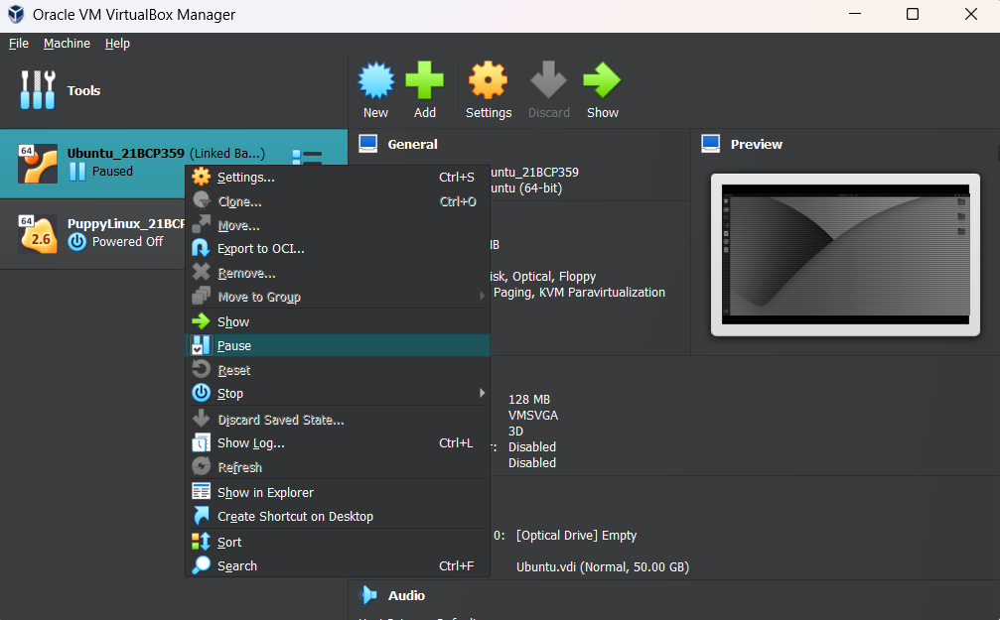 Oracle VM VirtualBox Manager
File Machine Help
Tools
New Add Settings Discard Show
64
Ubuntu_21BCP359 (Linked Ba...)
Paused
64
2.6
PuppyLinux_21BCP
Powered Off
Settings... Ctrl+S
Clone... Ctrl+O
Move...
Export to OCI...
Remove...
Move to Group
Show
Pause
Reset
Stop
Discard Saved State...
Show Log... Ctrl+L
Refresh
Show in Explorer
Create Shortcut on Desktop
Sort
Search Ctrl+F
General
untu_21BCP359
untu (64-bit)
Preview
isk, Optical, Floppy
Paging, KVM Paravirtualization
128 MB
VMSVGA
3D
r: Disabled
Disabled
0: [Optical Drive] Empty
Ubuntu.vdi (Normal, 50.00 GB)
Audio